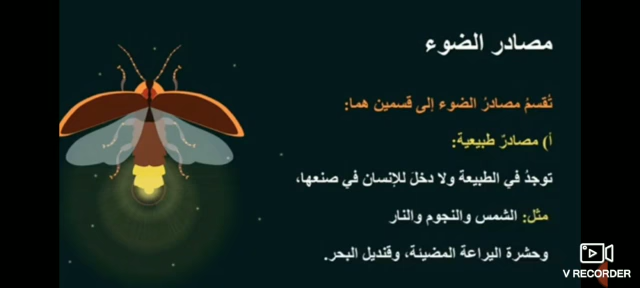 مصادر الضوء
تُقسمُ مصادرُ الضوء إلى قسمين هما:
أ) مصادرٌ طبيعية:
توجدُ في الطبيعة ولا دخلَ للإنسان في صنعها،
مثل: الشمس والنجوم والنار
وحشرة اليراعة المضيئة، وقنديل البحر.
V RECORDER